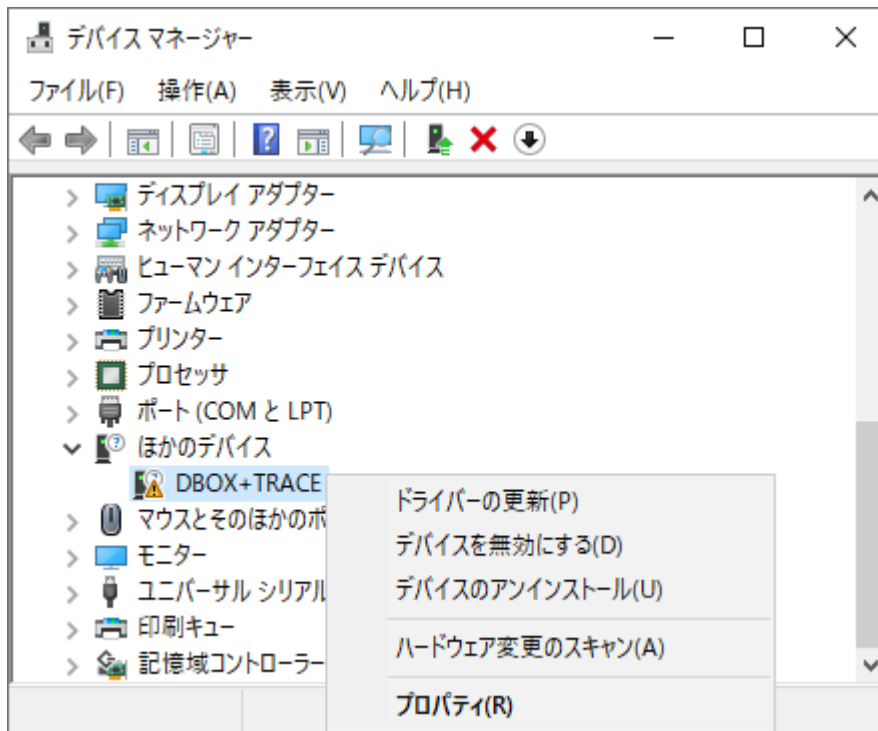 デバイス マネージャー
ファイル(F) 操作(A) 表示(V) ヘルプ(H)
ディスプレイ アダプター
ネットワーク アダプター
ヒューマン インターフェイス デバイス
ファームウェア
プリンター
プロセッサ
ポート (COM と LPT)
ほかのデバイス
DBOX+TRACE
マウスとそのほかのポ
モニター
ユニバーサル シリアル
印刷キュー
記憶域コントローラー
ドライバーの更新(P)
デバイスを無効にする(D)
デバイスのアンインストール(U)
ハードウェア変更のスキャン(A)
プロパティ(R)